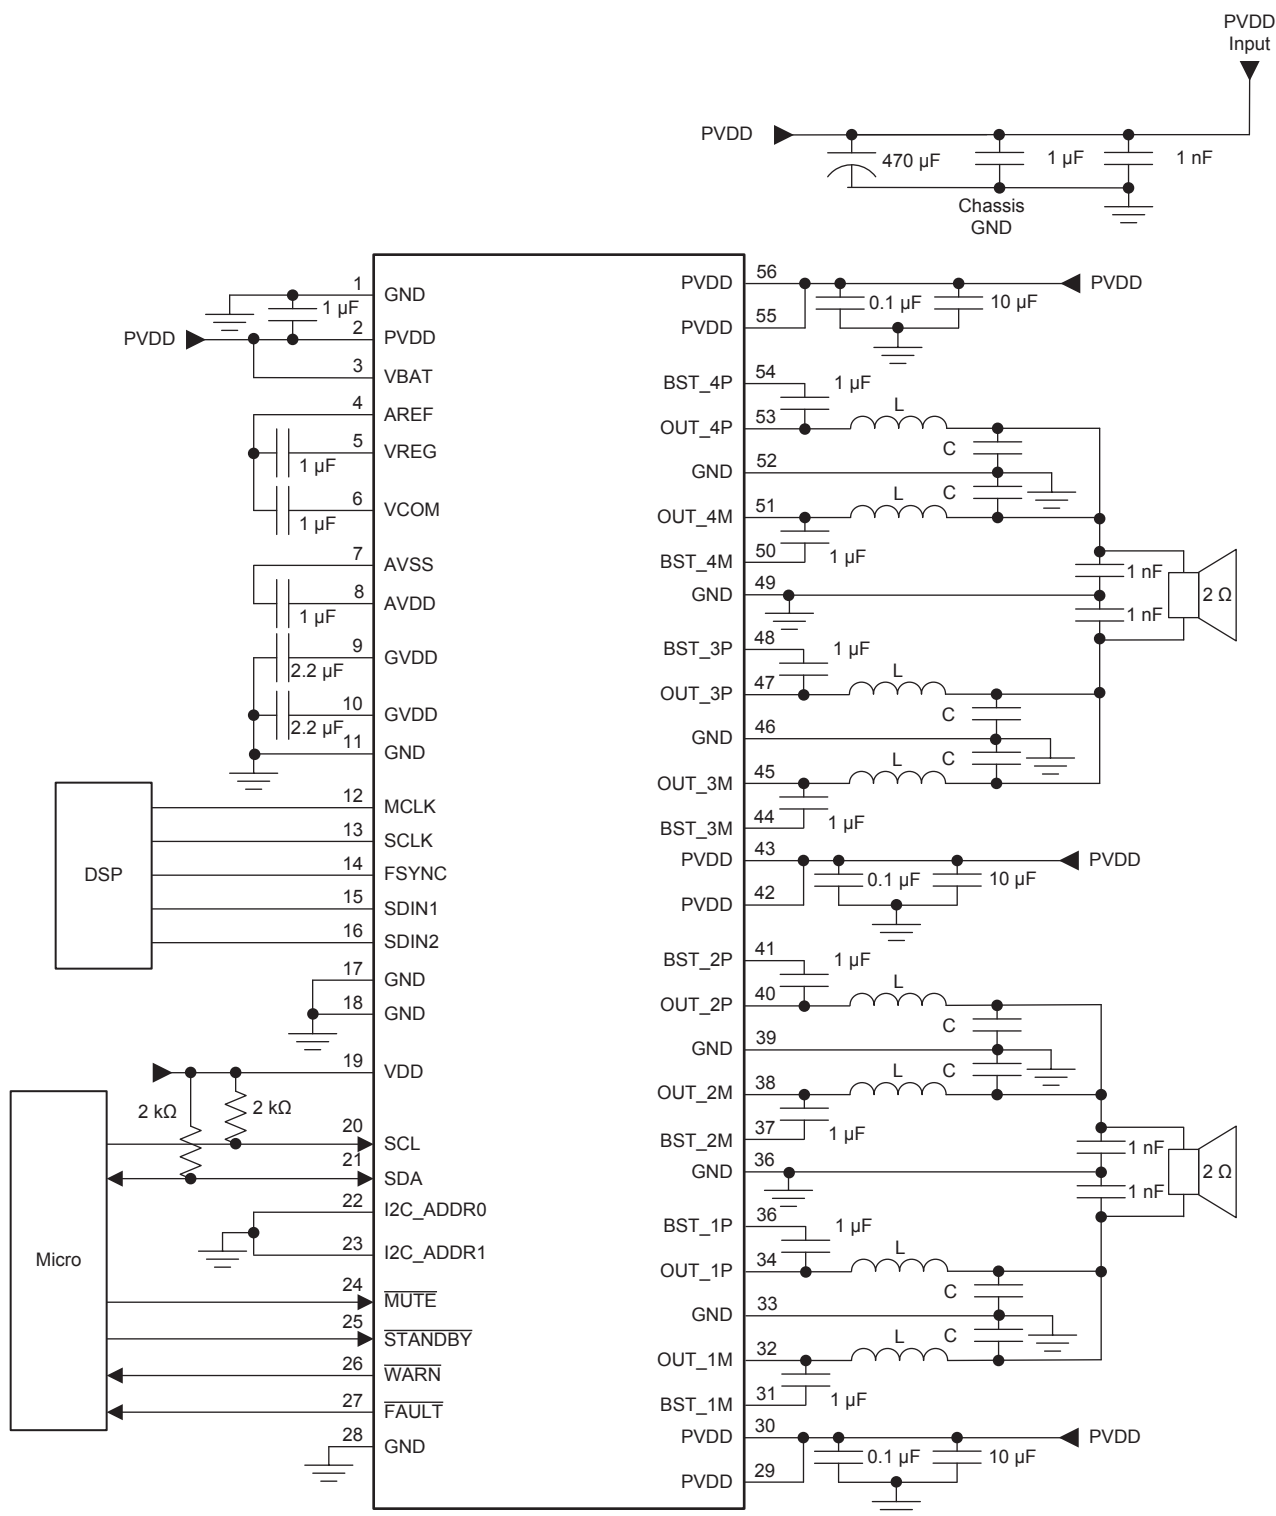 PVDD
Input
PVDD
470 µF
1 µF
1 nF
Chassis
GND
1
GND
1 µF
2
PVDD
PVDD
3
VBAT
4
AREF
5
VREG
1 µF
6
VCOM
1 µF
7
AVSS
8
AVDD
1 µF
9
GVDD
2.2 µF
10
GVDD
2.2 µF
11
GND
DSP
12
MCLK
13
SCLK
14
FSYNC
15
SDIN1
16
SDIN2
17
GND
18
GND
19
VDD
2 kΩ
2 kΩ
20
SCL
21
SDA
22
I2C_ADDR0
23
I2C_ADDR1
Micro
24
MUTE
25
STANDBY
26
WARN
27
FAULT
28
GND
PVDD
56
PVDD
0.1 µF
10 µF
PVDD
55
BST_4P
54
1 µF
OUT_4P
53
L
C
GND
52
C
OUT_4M
51
L
BST_4M
50
1 µF
GND
49
1 nF
1 nF
2 Ω
BST_3P
48
1 µF
OUT_3P
47
L
C
GND
46
C
OUT_3M
45
L
BST_3M
44
1 µF
PVDD
43
PVDD
0.1 µF
10 µF
PVDD
42
BST_2P
41
1 µF
OUT_2P
40
L
C
GND
39
C
OUT_2M
38
L
BST_2M
37
1 µF
GND
36
1 nF
1 nF
2 Ω
BST_1P
36
1 µF
OUT_1P
34
L
C
GND
33
C
OUT_1M
32
L
BST_1M
31
1 µF
PVDD
30
PVDD
0.1 µF
10 µF
PVDD
29